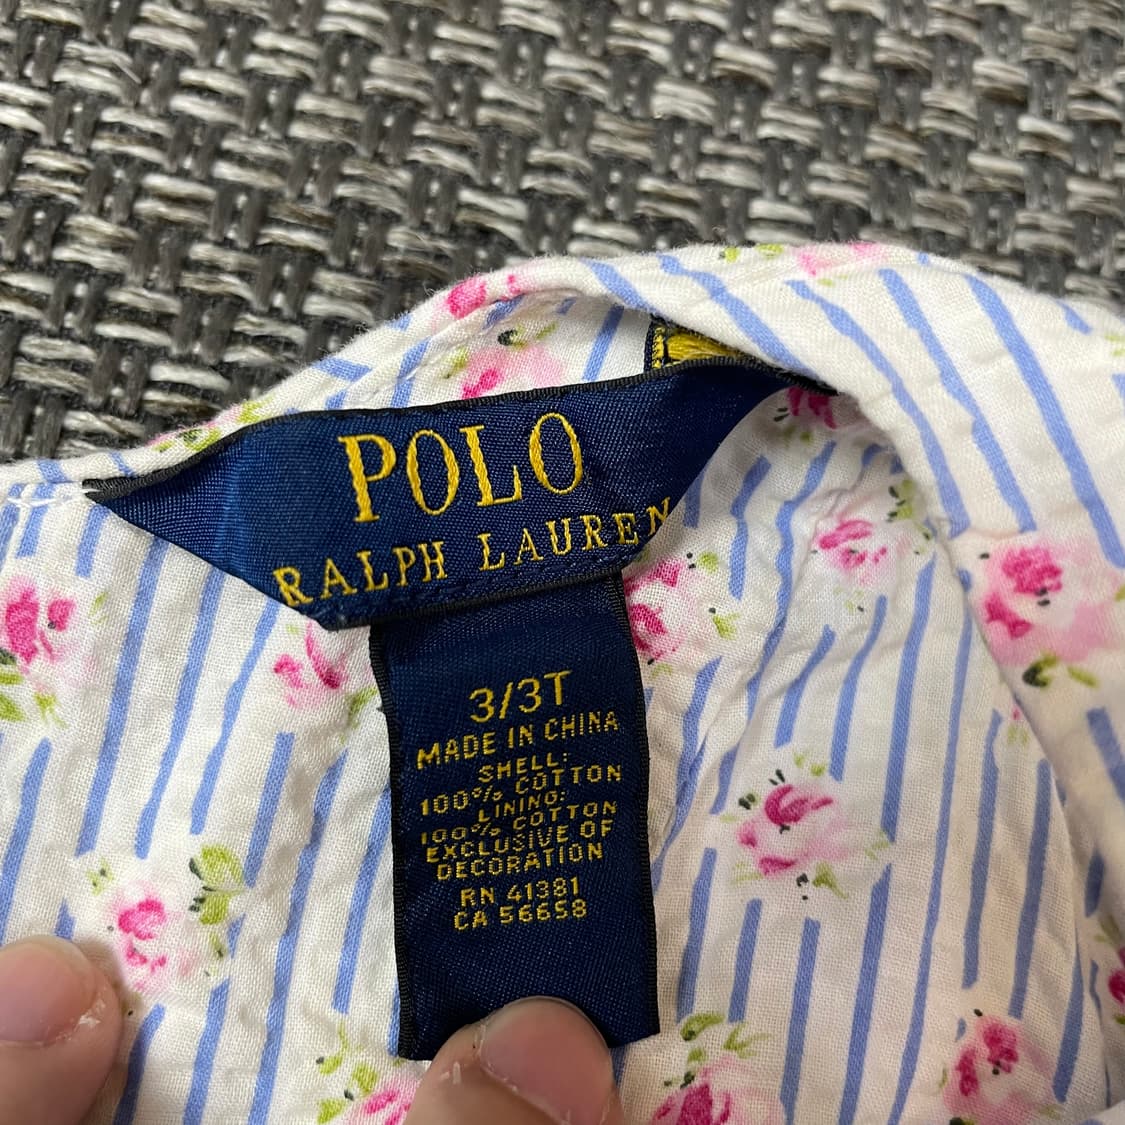 POLO
RALPH LAUREN
3/3T
MADE IN CHINA
SHELL:
100% COTTON
LINING:
100% COTTON
EXCLUSIVE OF
DECORATION
RN 41381
CA 56658